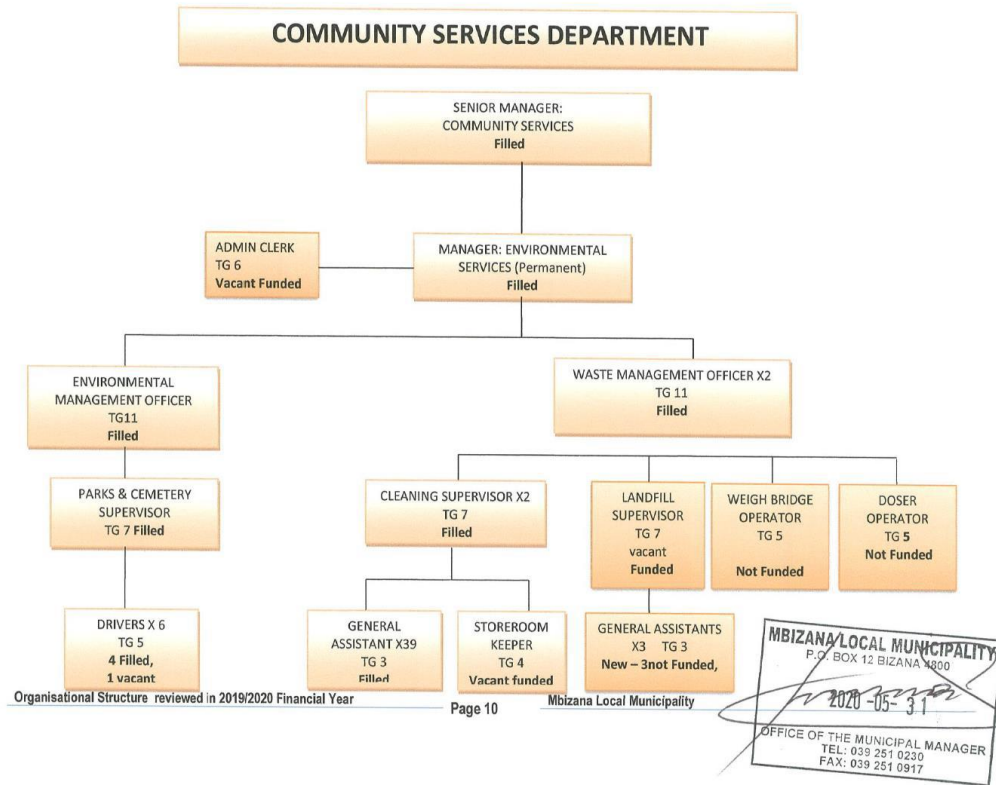 COMMUNITY SERVICES DEPARTMENT
SENIOR MANAGER:
COMMUNITY SERVICES
Filled
ADMIN CLERK
TG 6
Vacant Funded
MANAGER: ENVIRONMENTAL
SERVICES (Permanent)
Filled
ENVIRONMENTAL
MANAGEMENT OFFICER
TG11
Filled
WASTE MANAGEMENT OFFICER X2
TG 11
Filled
PARKS & CEMETERY
SUPERVISOR
TG 7 Filled
CLEANING SUPERVISOR X2
TG 7
Filled
LANDFILL
SUPERVISOR
TG 7
vacant
Funded
WEIGH BRIDGE
OPERATOR
TG 5
Not Funded
DOSER
OPERATOR
TG 5
Not Funded
DRIVERS X 6
TG 5
4 Filled,
1 vacant
GENERAL
ASSISTANT X39
TG 3
Filled
STOREROOM
KEEPER
TG 4
Vacant funded
GENERAL ASSISTANTS
X3 TG 3
New – 3not Funded,
MBIZANA LOCAL MUNICIPALITY
P.O. BOX 12 BIZANA 4800
2020 -05- 31
OFFICE OF THE MUNICIPAL MANAGER
TEL: 039 251 0230
FAX: 039 251 0917
Organisational Structure reviewed in 2019/2020 Financial Year
Page 10
Mbizana Local Municipality